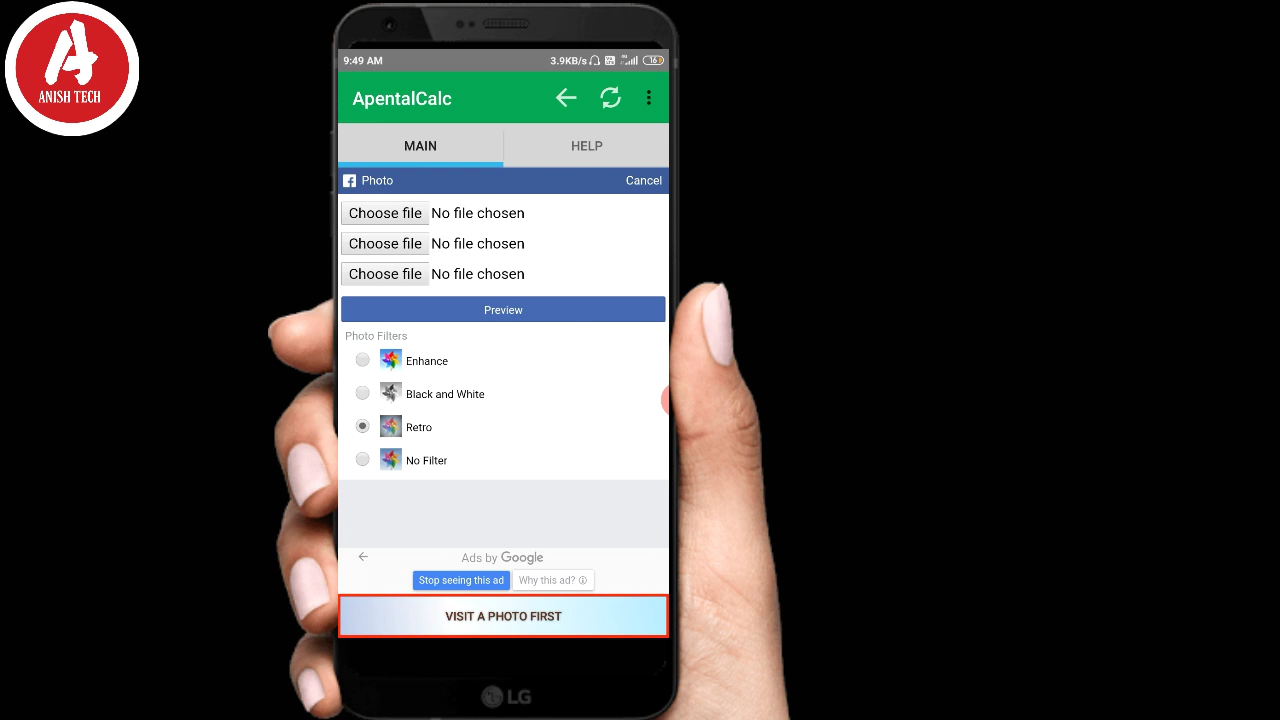 A
ANISH TECH
9:49 AM 3.9KB/s 16
ApentalCalc
MAIN HELP
Photo Cancel
Choose file No file chosen
Choose file No file chosen
Choose file No file chosen
Preview
Photo Filters
Enhance
Black and White
Retro
No Filter
Ads by Google
Stop seeing this ad Why this ad?
VISIT A PHOTO FIRST
LG